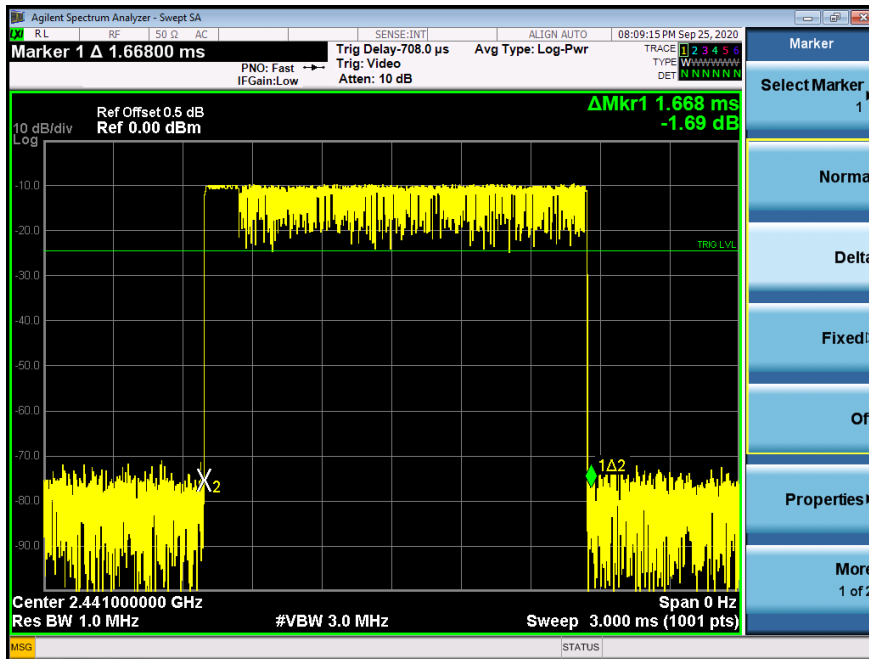 Agilent Spectrum Analyzer - Swept SA
LXI RL RF 50 Ω AC SENSE:INT ALIGN AUTO 08:09:15 PM Sep 25, 2020
Marker 1 Δ 1.66800 ms
PNO: Fast
IFGain:Low
Trig Delay-708.0 µs
Trig: Video
Atten: 10 dB
Avg Type: Log-Pwr
TRACE 1 2 3 4 5 6
TYPE W
DET N N N N N N
Ref Offset 0.5 dB
10 dB/div Ref 0.00 dBm
Log
ΔMkr1 1.668 ms
-1.69 dB
-10.0
-20.0
TRIG LVL
-30.0
-40.0
-50.0
-60.0
-70.0
1Δ2
2
-80.0
-90.0
Center 2.441000000 GHz Span 0 Hz
Res BW 1.0 MHz #VBW 3.0 MHz Sweep 3.000 ms (1001 pts)
MSG STATUS
Marker
Select Marker
1
Norma
Delta
Fixed
Of
Properties
More
1 of 2